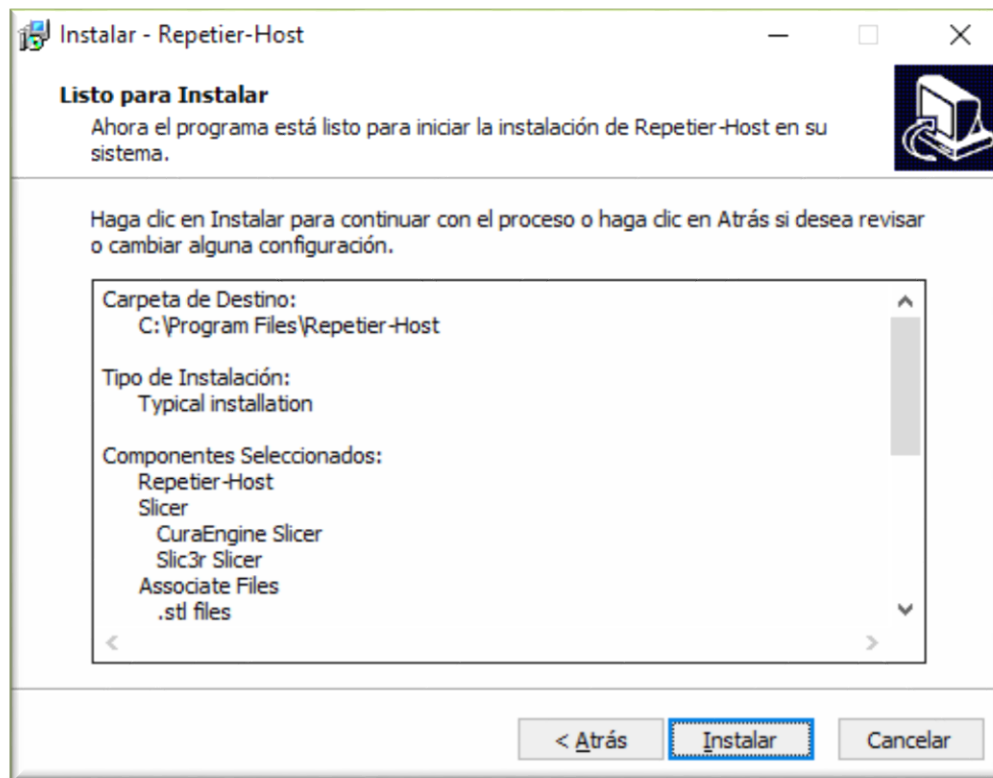 Instalar - Repetier-Host
Listo para Instalar
Ahora el programa está listo para iniciar la instalación de Repetier-Host en su
sistema.
Haga clic en Instalar para continuar con el proceso o haga clic en Atrás si desea revisar
o cambiar alguna configuración.
Carpeta de Destino:
C:\Program Files\Repetier-Host
Tipo de Instalación:
Typical installation
Componentes Seleccionados:
Repetier-Host
Slicer
CuraEngine Slicer
Slic3r Slicer
Associate Files
.stl files
< Atrás
Instalar
Cancelar